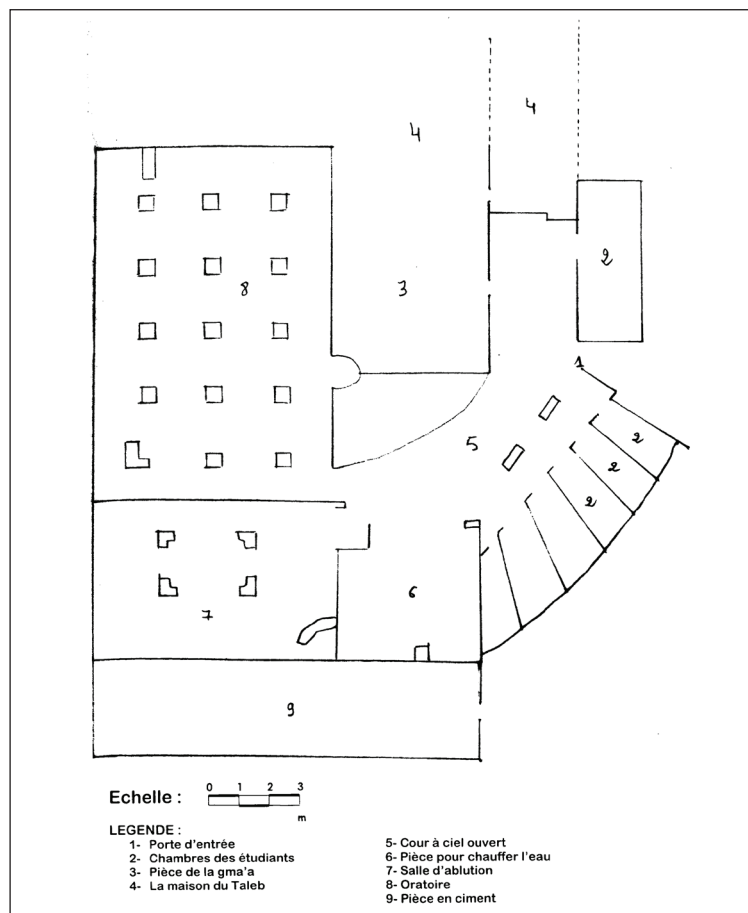 4
4
2
8
3
1
5
2
2
2
6
7
9
Echelle : 0 1 2 3
m
LEGENDE :
1- Porte d'entrée
2- Chambres des étudiants
3- Pièce de la gma'a
4- La maison du Taleb
5- Cour à ciel ouvert
6- Pièce pour chauffer l'eau
7- Salle d'ablution
8- Oratoire
9- Pièce en ciment